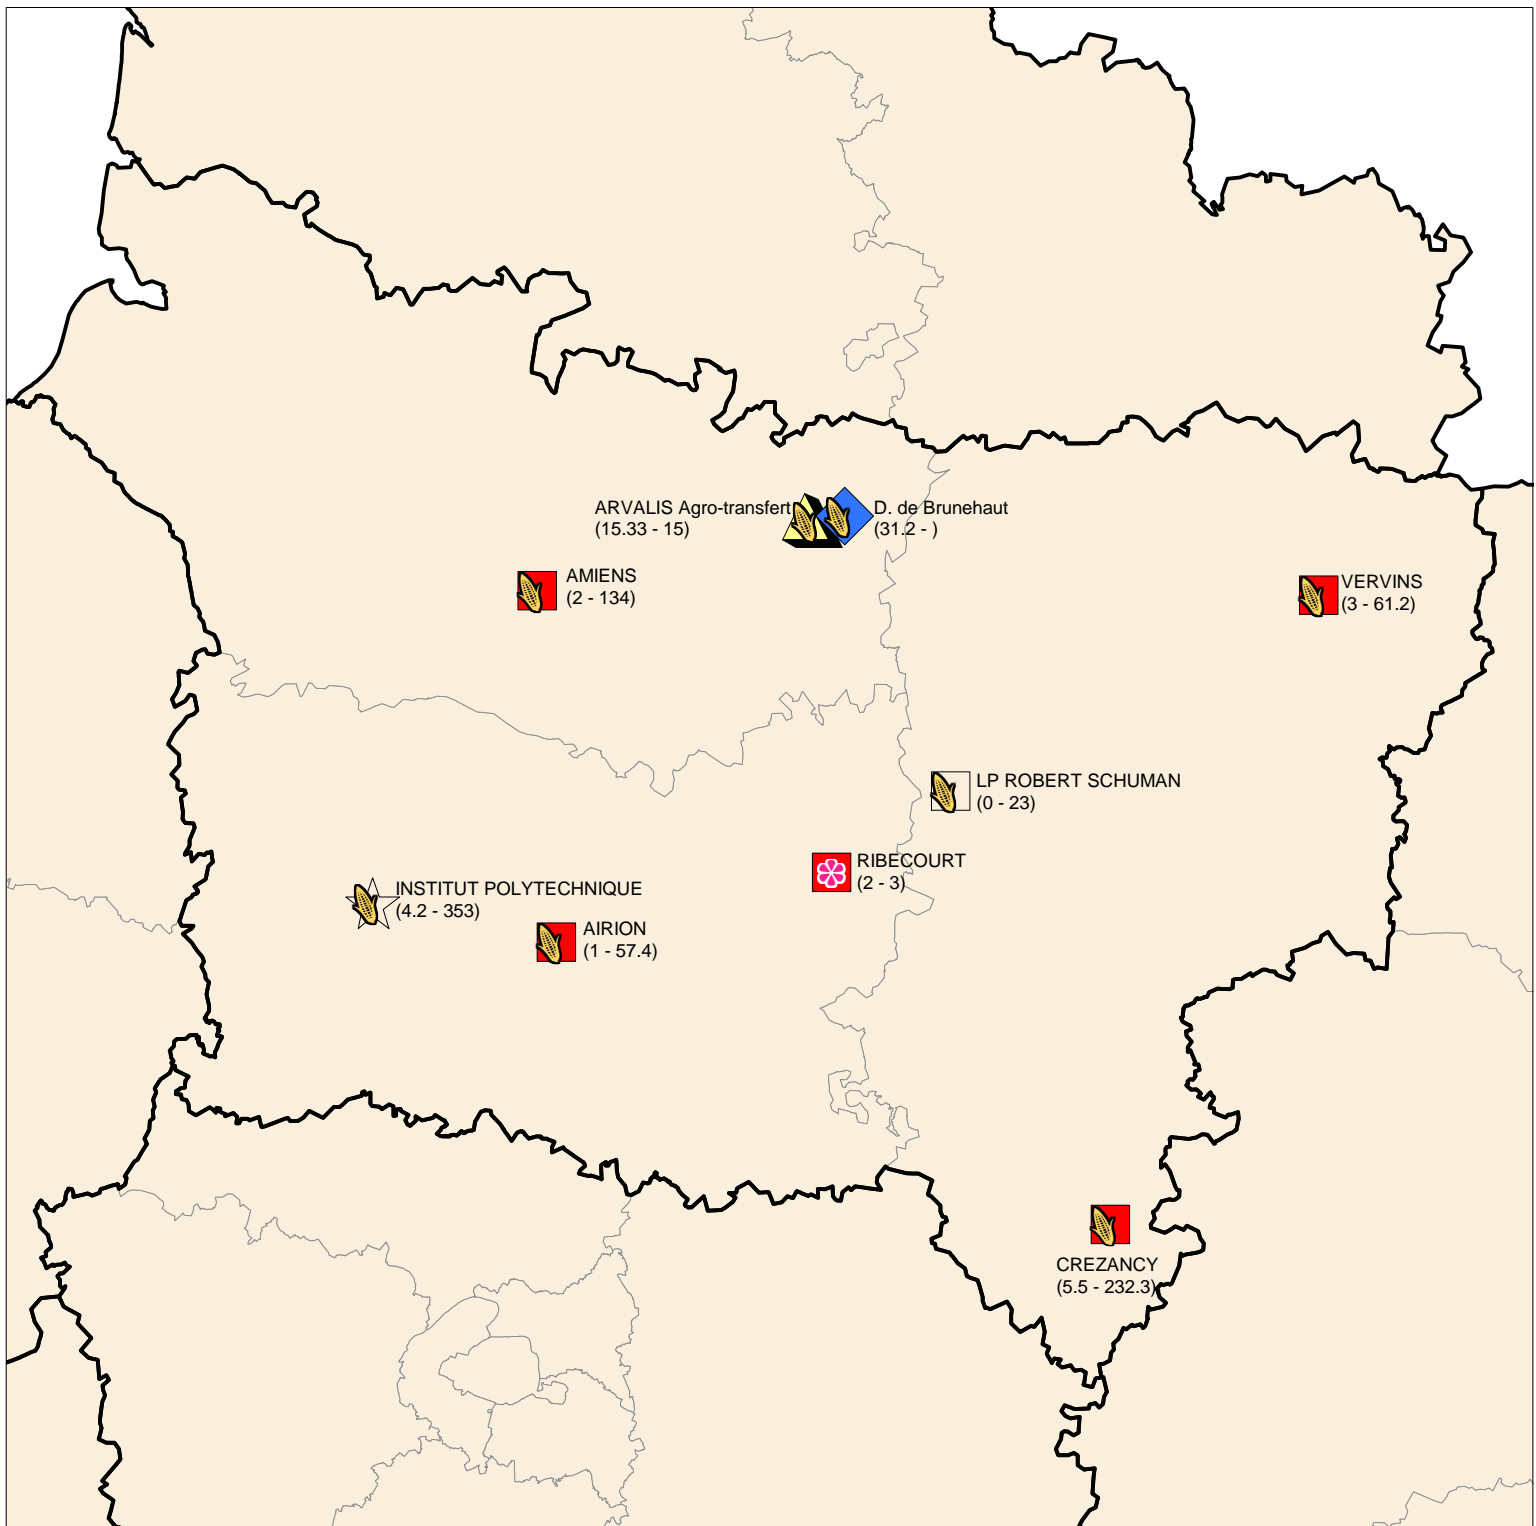 ARVALIS Agro-transfert
(15.33 - 15)
D. de Brunehaut
(31.2 - )
AMIENS
(2 - 134)
VERVINS
(3 - 61.2)
LP ROBERT SCHUMAN
(0 - 23)
RIBECOURT
(2 - 3)
INSTITUT POLYTECHNIQUE
(4.2 - 353)
AIRION
(1 - 57.4)
CREZANCY
(5.5 - 232.3)